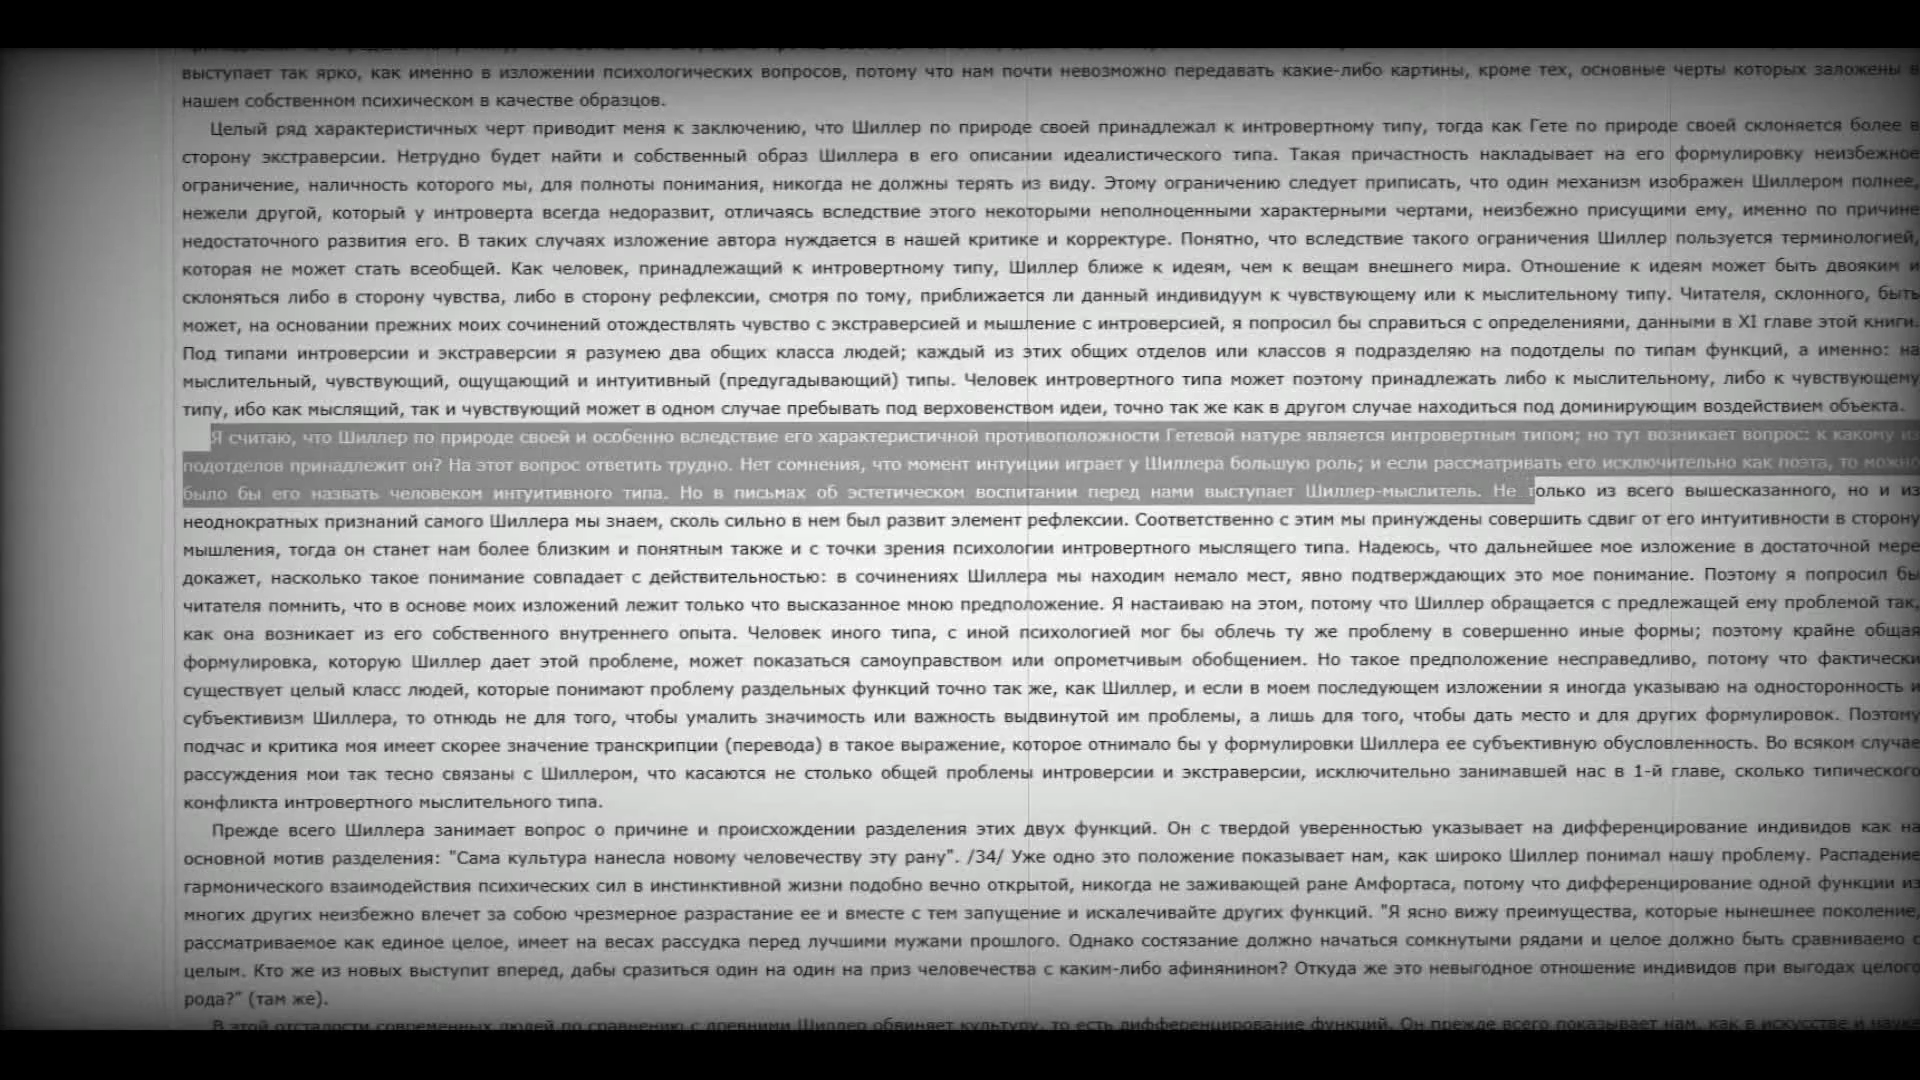 выступает так ярко, как именно в изложении психологических вопросов, потому что нам почти невозможно передавать какие-либо картины, кроме тех, основные черты которых заложены в
нашем собственном психическом в качестве образцов.
Целый ряд характеристичных черт приводит меня к заключению, что Шиллер по природе своей принадлежал к интровертному типу, тогда как Гете по природе своей склоняется более в
сторону экстраверсии. Нетрудно будет найти и собственный образ Шиллера в его описании идеалистического типа. Такая причастность накладывает на его формулировку неизбежное
ограничение, наличность которого мы, для полноты понимания, никогда не должны терять из виду. Этому ограничению следует приписать, что один механизм изображен Шиллером полнее,
нежели другой, который у интроверта всегда недоразвит, отличаясь вследствие этого некоторыми неполноценными характерными чертами, неизбежно присущими ему, именно по причине
недостаточного развития его. В таких случаях изложение автора нуждается в нашей критике и корректуре. Понятно, что вследствие такого ограничения Шиллер пользуется терминологией,
которая не может стать всеобщей. Как человек, принадлежащий к интровертному типу, Шиллер ближе к идеям, чем к вещам внешнего мира. Отношение к идеям может быть двояким и
склоняться либо в сторону чувства, либо в сторону рефлексии, смотря по тому, приближается ли данный индивидуум к чувствующему или к мыслительному типу. Читателя, склонного, быть
может, на основании прежних моих сочинений отождествлять чувство с экстраверсией и мышление с интроверсией, я попросил бы справиться с определениями, данными в XI главе этой книги.
Под типами интроверсии и экстраверсии я разумею два общих класса людей; каждый из этих общих отделов или классов я подразделяю на подотделы по типам функций, а именно: на
мыслительный, чувствующий, ощущающий и интуитивный (предугадывающий) типы. Человек интровертного типа может поэтому принадлежать либо к мыслительному, либо к чувствующему
типу, ибо как мыслящий, так и чувствующий может в одном случае пребывать под верховенством идеи, точно так же как в другом случае находиться под доминирующим воздействием объекта.
Я считаю, что Шиллер по природе своей и особенно вследствие его характеристичной противоположности Гетевой натуре является интровертным типом; но тут возникает вопрос: к какому из
подотделов принадлежит он? На этот вопрос ответить трудно. Нет сомнения, что момент интуиции играет у Шиллера большую роль; и если рассматривать его исключительно как поэта, то можно
было бы его назвать человеком интуитивного типа. Но в письмах об эстетическом воспитании перед нами выступает Шиллер-мыслитель. Не только из всего вышесказанного, но и из
неоднократных признаний самого Шиллера мы знаем, сколь сильно в нем был развит элемент рефлексии. Соответственно с этим мы принуждены совершить сдвиг от его интуитивности в сторону
мышления, тогда он станет нам более близким и понятным также и с точки зрения психологии интровертного мыслящего типа. Надеюсь, что дальнейшее мое изложение в достаточной мере
докажет, насколько такое понимание совпадает с действительностью: в сочинениях Шиллера мы находим немало мест, явно подтверждающих это мое понимание. Поэтому я попросил бы
читателя помнить, что в основе моих изложений лежит только что высказанное мною предположение. Я настаиваю на этом, потому что Шиллер обращается с предлежащей ему проблемой так,
как она возникает из его собственного внутреннего опыта. Человек иного типа, с иной психологией мог бы облечь ту же проблему в совершенно иные формы; поэтому крайне общая
формулировка, которую Шиллер дает этой проблеме, может показаться самоуправством или опрометчивым обобщением. Но такое предположение несправедливо, потому что фактически
существует целый класс людей, которые понимают проблему раздельных функций точно так же, как Шиллер, и если в моем последующем изложении я иногда указываю на односторонность и
субъективизм Шиллера, то отнюдь не для того, чтобы умалить значимость или важность выдвинутой им проблемы, а лишь для того, чтобы дать место и для других формулировок. Поэтому
подчас и критика моя имеет скорее значение транскрипции (перевода) в такое выражение, которое отнимало бы у формулировки Шиллера ее субъективную обусловленность. Во всяком случае
рассуждения мои так тесно связаны с Шиллером, что касаются не столько общей проблемы интроверсии и экстраверсии, исключительно занимавшей нас в 1-й главе, сколько типического
конфликта интровертного мыслительного типа.
Прежде всего Шиллера занимает вопрос о причине и происхождении разделения этих двух функций. Он с твердой уверенностью указывает на дифференцирование индивидов как на
основной мотив разделения: "Сама культура нанесла новому человечеству эту рану". /34/ Уже одно это положение показывает нам, как широко Шиллер понимал нашу проблему. Распадение
гармонического взаимодействия психических сил в инстинктивной жизни подобно вечно открытой, никогда не заживающей ране Амфортаса, потому что дифференцирование одной функции из
многих других неизбежно влечет за собою чрезмерное разрастание ее и вместе с тем запущение и искалечивайте других функций. "Я ясно вижу преимущества, которые нынешнее поколение,
рассматриваемое как единое целое, имеет на весах рассудка перед лучшими мужами прошлого. Однако состязание должно начаться сомкнутыми рядами и целое должно быть сравниваемо с
целым. Кто же из новых выступит вперед, дабы сразиться один на один на приз человечества с каким-либо афинянином? Откуда же это невыгодное отношение индивидов при выгодах целого
рода?" (там же).
В этой отсталости современных людей по сравнению с древними Шиллер обвиняет культуру, то есть дифференцирование функций. Он прежде всего показывает нам, как в искусстве и науке